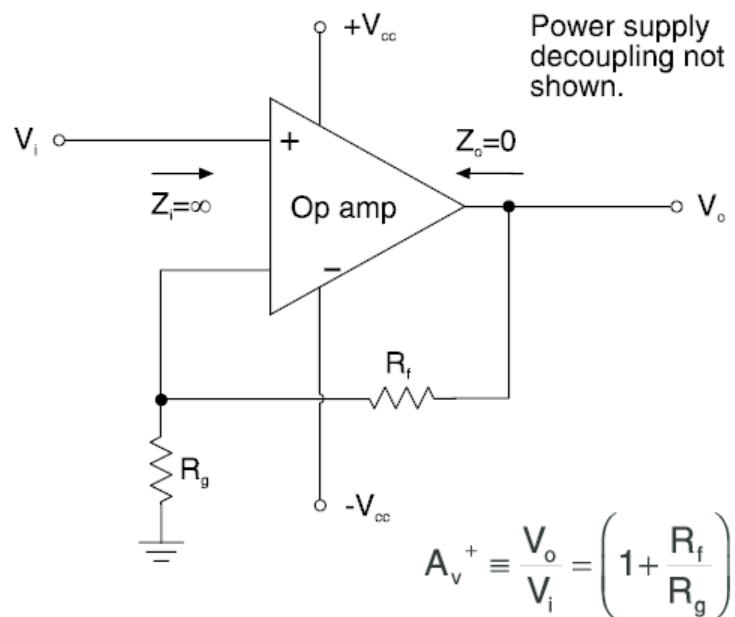 +Vcc
Power supply
decoupling not
shown.
Vi
+
Zo=0
Zi=∞
Op amp
Vo
−
Rf
Rg
-Vcc
Av+ ≡ Vo/Vi = (1+ Rf/Rg)